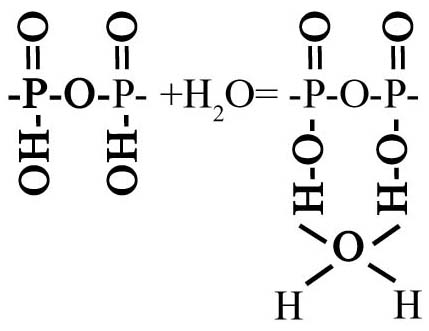 O O O O
= = = =
-P-O-P- +H₂O= -P-O-P-
OH- OH- H-O- H-O-
O
H H